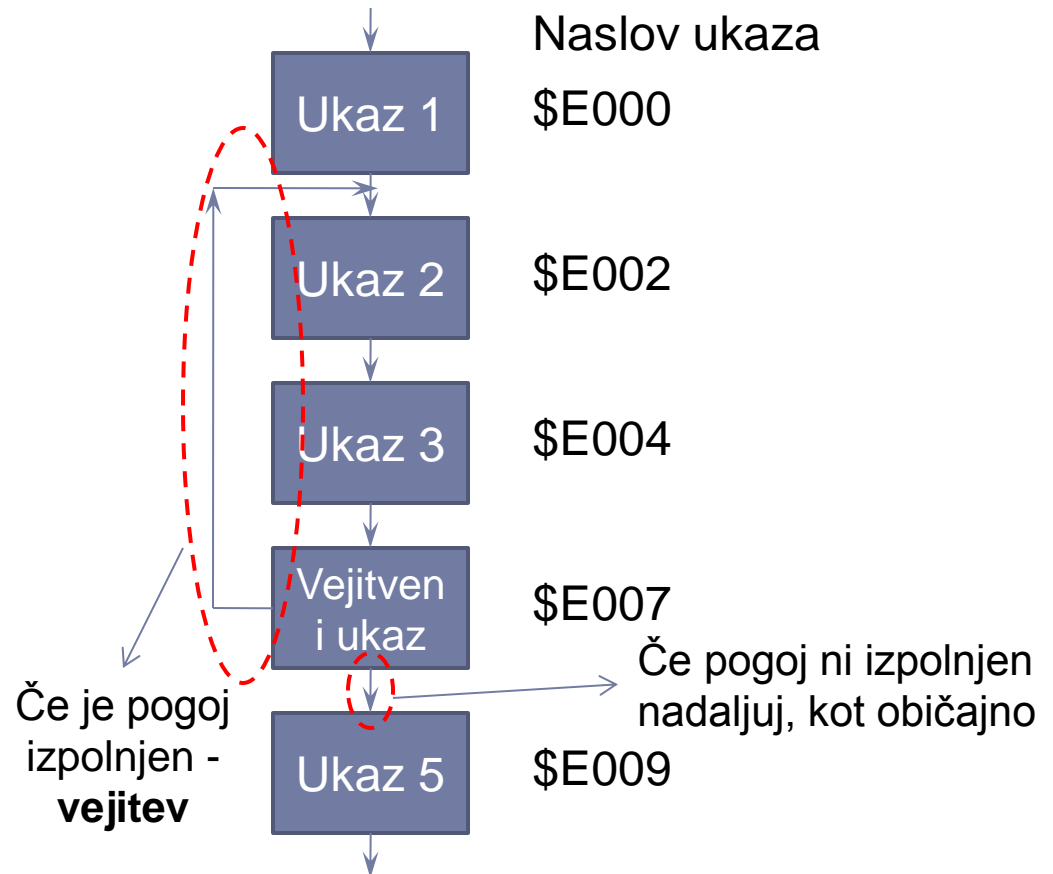 Naslov ukaza
Ukaz 1
$E000
Ukaz 2
$E002
Ukaz 3
$E004
Vejitven
i ukaz
$E007
Če pogoj ni izpolnjen
nadaljuj, kot običajno
Če je pogoj
izpolnjen -
vejitev
Ukaz 5
$E009